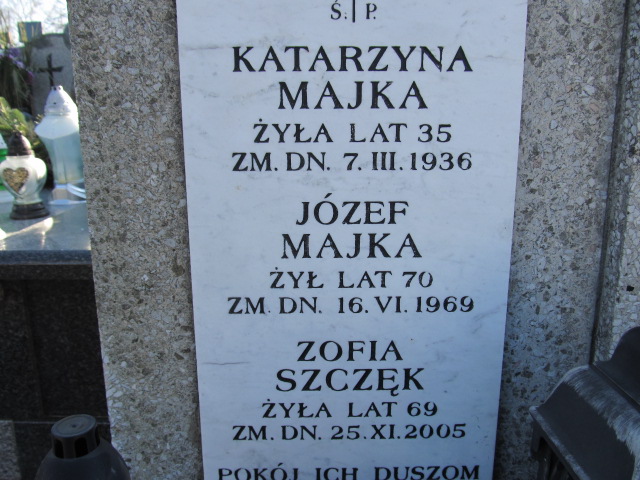 Ś. P.
KATARZYNA
MAJKA
ŻYŁA LAT 35
ZM. DN. 7. III. 1936
JÓZEF
MAJKA
ŻYŁ LAT 70
ZM. DN. 16. VI. 1969
ZOFIA
SZCZĘK
ŻYŁA LAT 69
ZM. DN. 25. XI. 2005
POKÓJ ICH DUSZOM